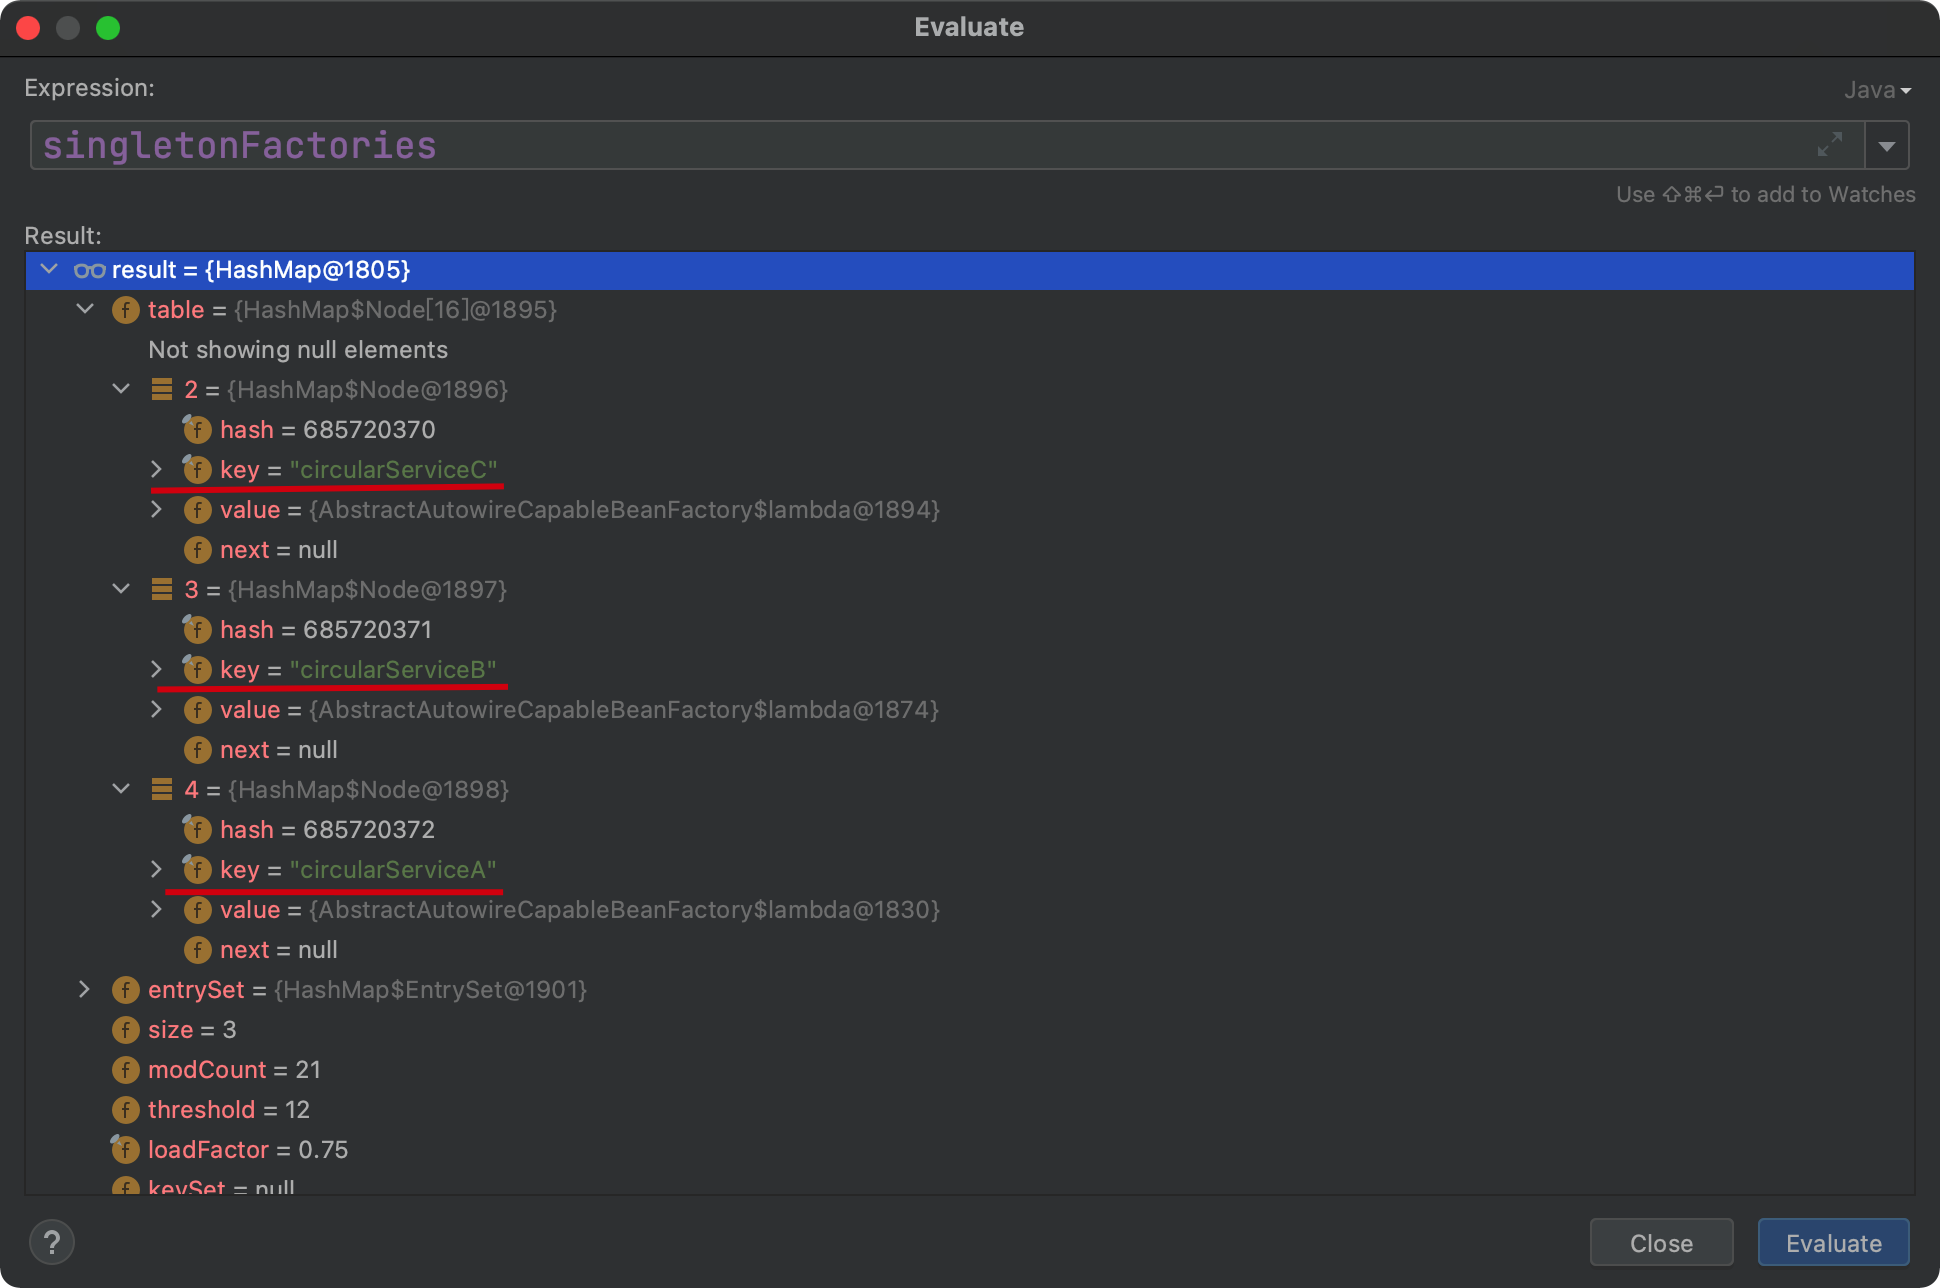 Evaluate
Expression:
Java
singletonFactories
Use ⇧⌘⏎ to add to Watches
Result:
result = {HashMap@1805}
table = {HashMap$Node[16]@1895}
Not showing null elements
2 = {HashMap$Node@1896}
hash = 685720370
key = "circularServiceC"
value = {AbstractAutowireCapableBeanFactory$lambda@1894}
next = null
3 = {HashMap$Node@1897}
hash = 685720371
key = "circularServiceB"
value = {AbstractAutowireCapableBeanFactory$lambda@1874}
next = null
4 = {HashMap$Node@1898}
hash = 685720372
key = "circularServiceA"
value = {AbstractAutowireCapableBeanFactory$lambda@1830}
next = null
entrySet = {HashMap$EntrySet@1901}
size = 3
modCount = 21
threshold = 12
loadFactor = 0.75
keySet = null
?
Close
Evaluate